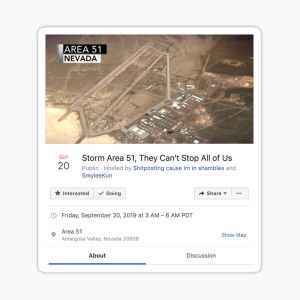 AREA 51
NEVADA
SEP
20
Storm Area 51, They Can't Stop All of Us
Public · Hosted by Shitposting cause im in shambles and
SmyleeKun
Interested
Going
Share
Friday, September 20, 2019 at 3 AM – 6 AM PDT
Area 51
Amargosa Valley, Nevada 20909
Show Map
About
Discussion